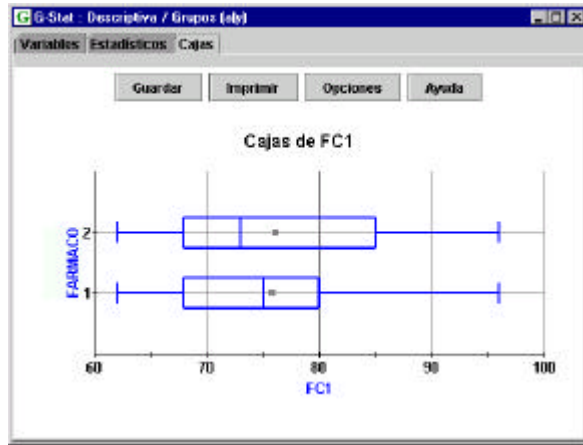 G-Stat : Descriptiva / Grupos (aly)
Variables Estadísticos Cajas
Guardar Imprimir Opciones Ayuda
Cajas de FC1
FARMACO
2
1
60 70 80 90 100
FC1